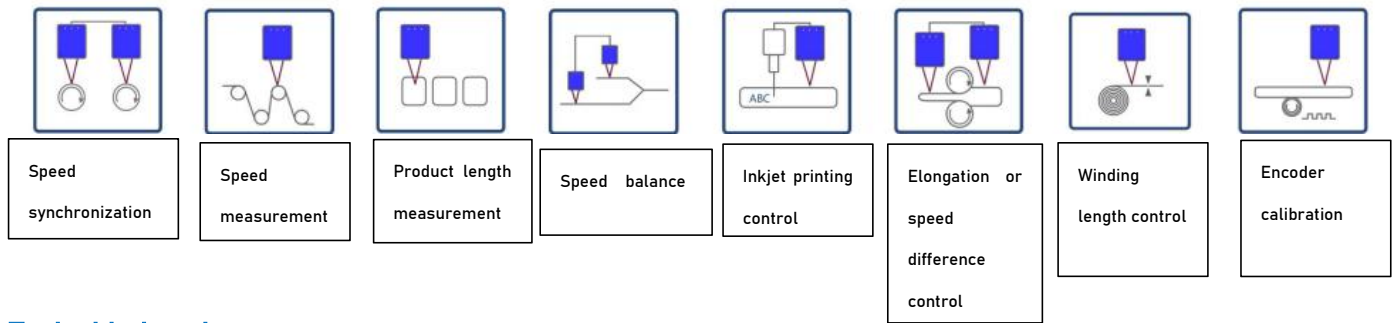 ABC
Speed
synchronization
Speed
measurement
Product length
measurement
Speed balance
Inkjet printing
control
Elongation or
speed
difference
control
Winding
length control
Encoder
calibration